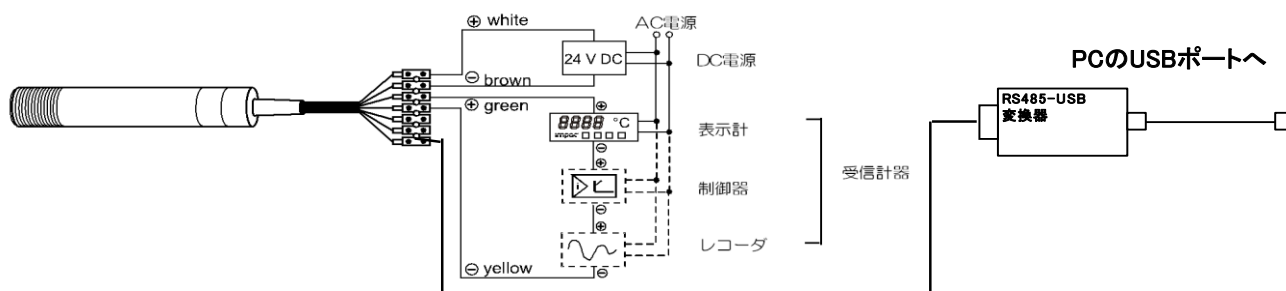 ⊕ white
AC電源
24 V DC
DC電源
⊖ brown
⊕ green
⊕
8888 °C
impac
表示計
⊖
⊕
制御器
受信計器
⊖
⊕
レコーダ
⊖ yellow
⊖
PCのUSBポートへ
RS485-USB
変換器